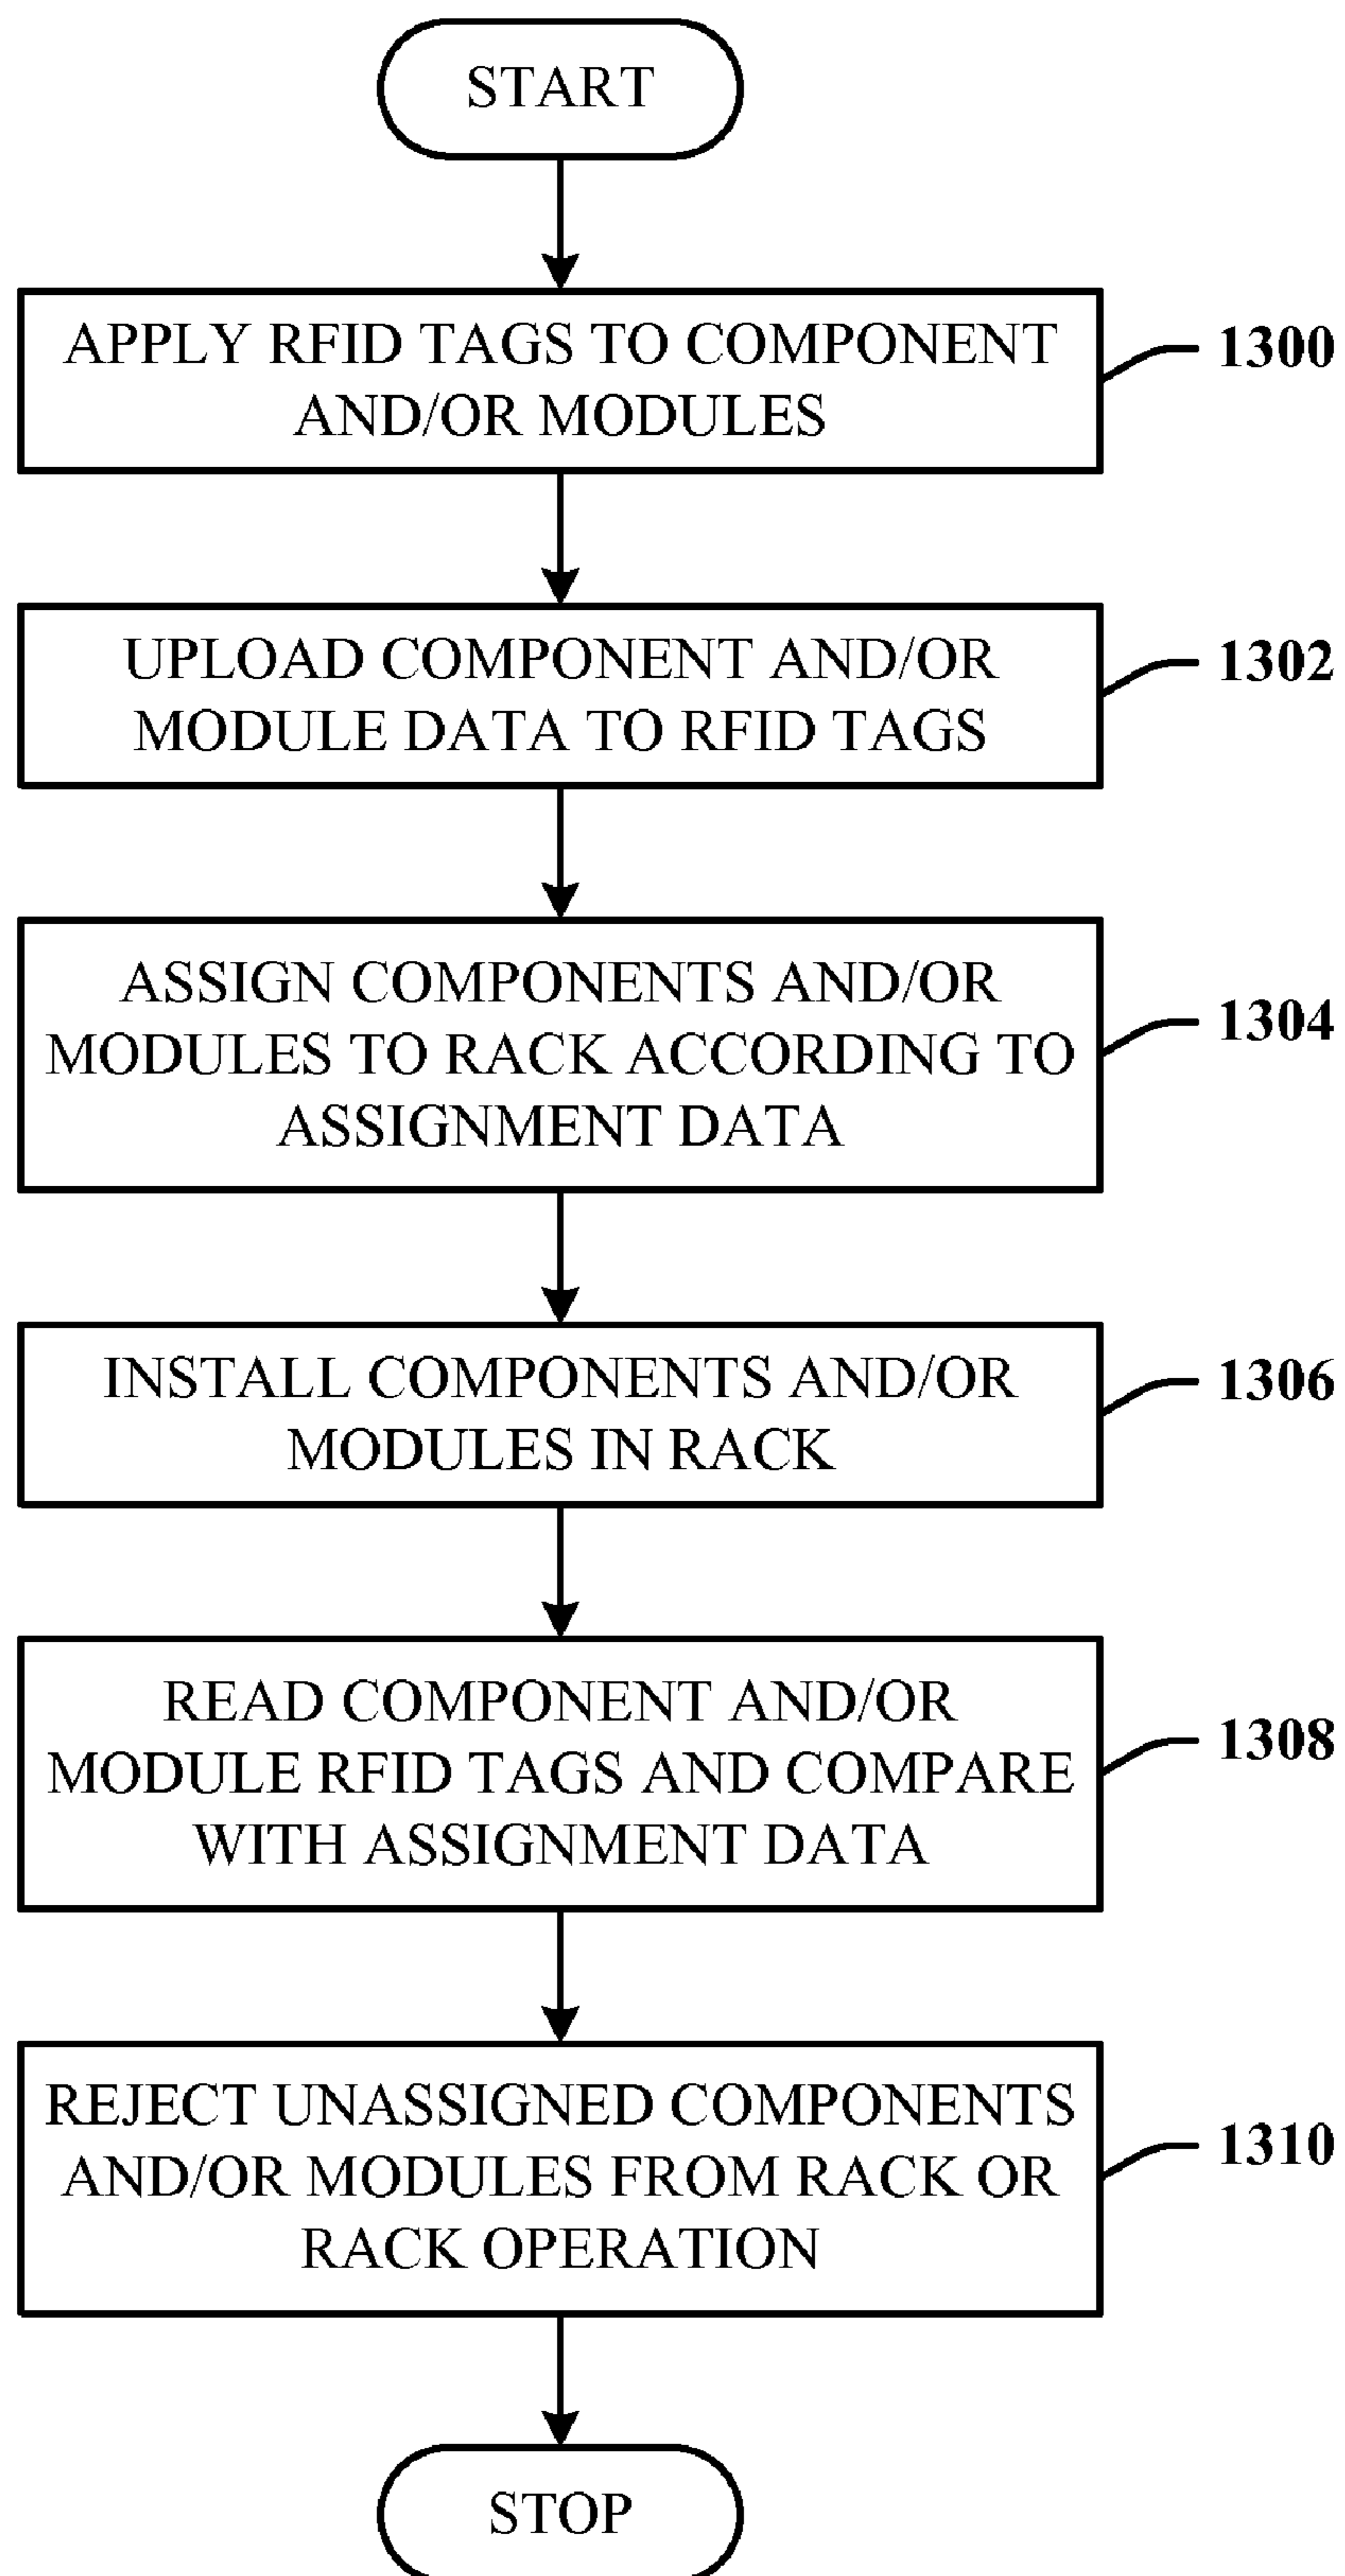 START
APPLY RFID TAGS TO COMPONENT
AND/OR MODULES
1300
UPLOAD COMPONENT AND/OR
MODULE DATA TO RFID TAGS
1302
ASSIGN COMPONENTS AND/OR
MODULES TO RACK ACCORDING TO
ASSIGNMENT DATA
1304
INSTALL COMPONENTS AND/OR
MODULES IN RACK
1306
READ COMPONENT AND/OR
MODULE RFID TAGS AND COMPARE
WITH ASSIGNMENT DATA
1308
REJECT UNASSIGNED COMPONENTS
AND/OR MODULES FROM RACK OR
RACK OPERATION
1310
STOP